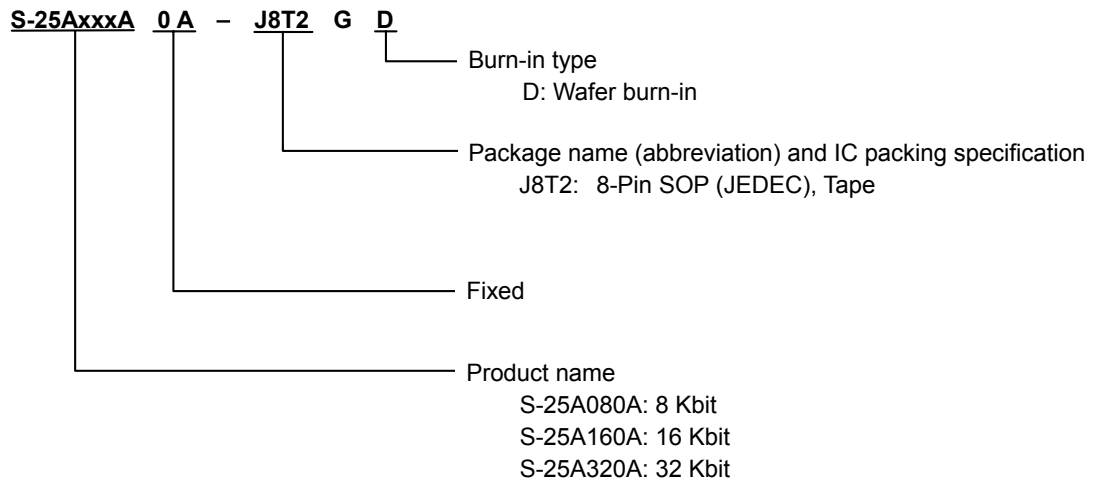 S-25AxxxA 0 A – J8T2 G D
Burn-in type
D: Wafer burn-in
Package name (abbreviation) and IC packing specification
J8T2: 8-Pin SOP (JEDEC), Tape
Fixed
Product name
S-25A080A: 8 Kbit
S-25A160A: 16 Kbit
S-25A320A: 32 Kbit